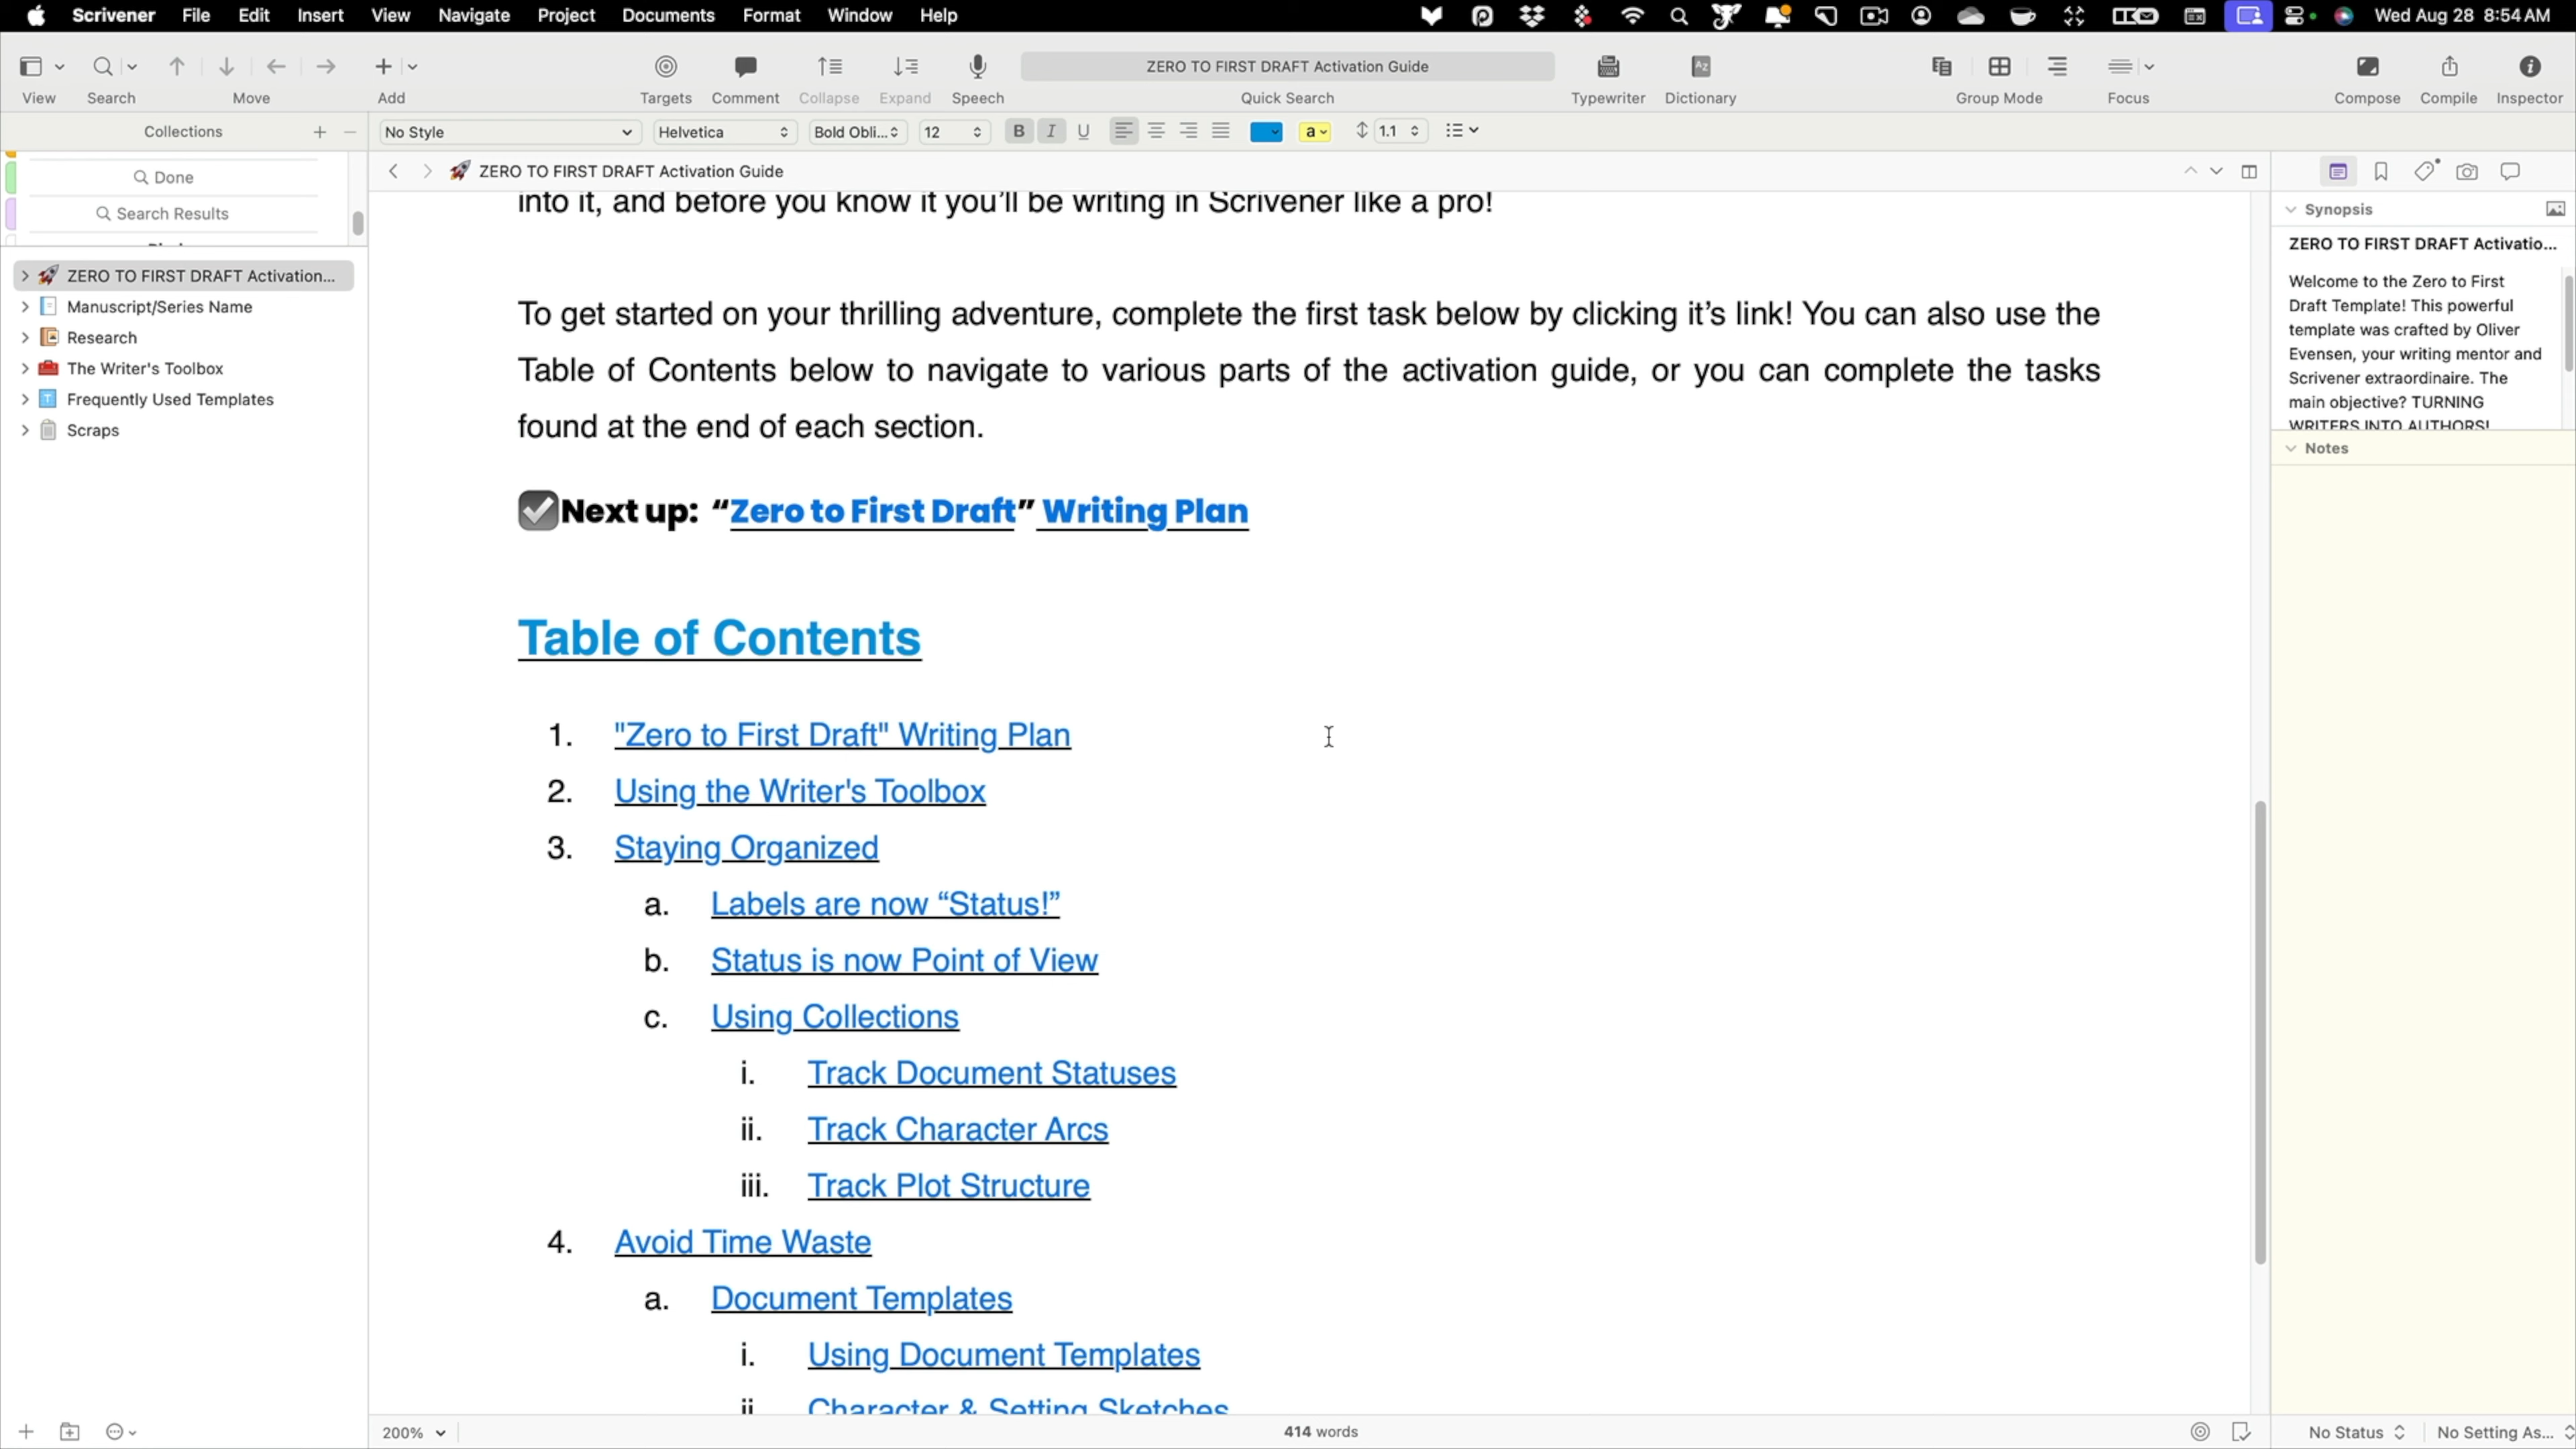 Scrivener File Edit Insert View Navigate Project Documents Format Window Help Wed Aug 28 8:54 AM
ZERO TO FIRST DRAFT Activation Guide
View Search Move Add Targets Comment Collapse Expand Speech Quick Search Typewriter Dictionary Group Mode Focus Compose Compile Inspector
Collections
No Style Helvetica Bold Obli... 12 B I U a 1.1
Done
Search Results
ZERO TO FIRST DRAFT Activation...
Manuscript/Series Name
Research
The Writer's Toolbox
Frequently Used Templates
Scraps
ZERO TO FIRST DRAFT Activation Guide
into it, and before you know it you’ll be writing in Scrivener like a pro!
To get started on your thrilling adventure, complete the first task below by clicking it’s link! You can also use the
Table of Contents below to navigate to various parts of the activation guide, or you can complete the tasks
found at the end of each section.
Next up: “Zero to First Draft” Writing Plan
Table of Contents
1. "Zero to First Draft" Writing Plan
2. Using the Writer's Toolbox
3. Staying Organized
a. Labels are now “Status!”
b. Status is now Point of View
c. Using Collections
i. Track Document Statuses
ii. Track Character Arcs
iii. Track Plot Structure
4. Avoid Time Waste
a. Document Templates
i. Using Document Templates
ii. Character & Setting Sketches
Synopsis
ZERO TO FIRST DRAFT Activatio...
Welcome to the Zero to First
Draft Template! This powerful
template was crafted by Oliver
Evensen, your writing mentor and
Scrivener extraordinaire. The
main objective? TURNING
WRITERS INTO AUTHORS!
Notes
200% 414 words No Status No Setting As...